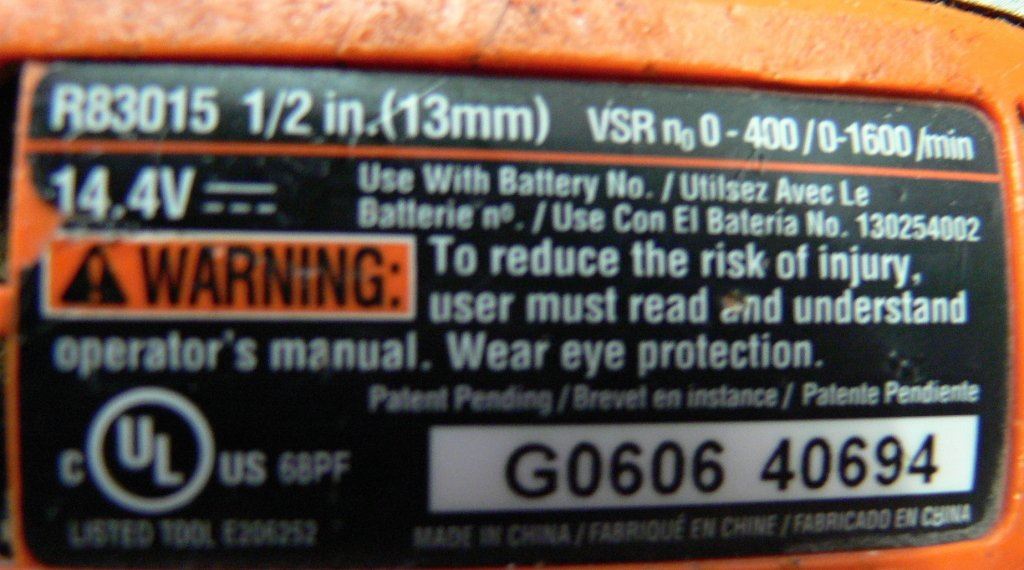 R83015 1/2 in.(13mm) VSR n₀ 0-400/0-1600/min
14.4V Use With Battery No. / Utilsez Avec Le
Batterie nº. / Use Con El Bateria No. 130254002
WARNING: To reduce the risk of injury,
user must read and understand
operator's manual. Wear eye protection.
Patent Pending / Brevet en instance / Patente Pendiente
C UL US 68PF
G0606 40694
LISTED TOOL E206252
MADE IN CHINA / FABRIQUÉ EN CHINE / FABRICADO EN CHINA